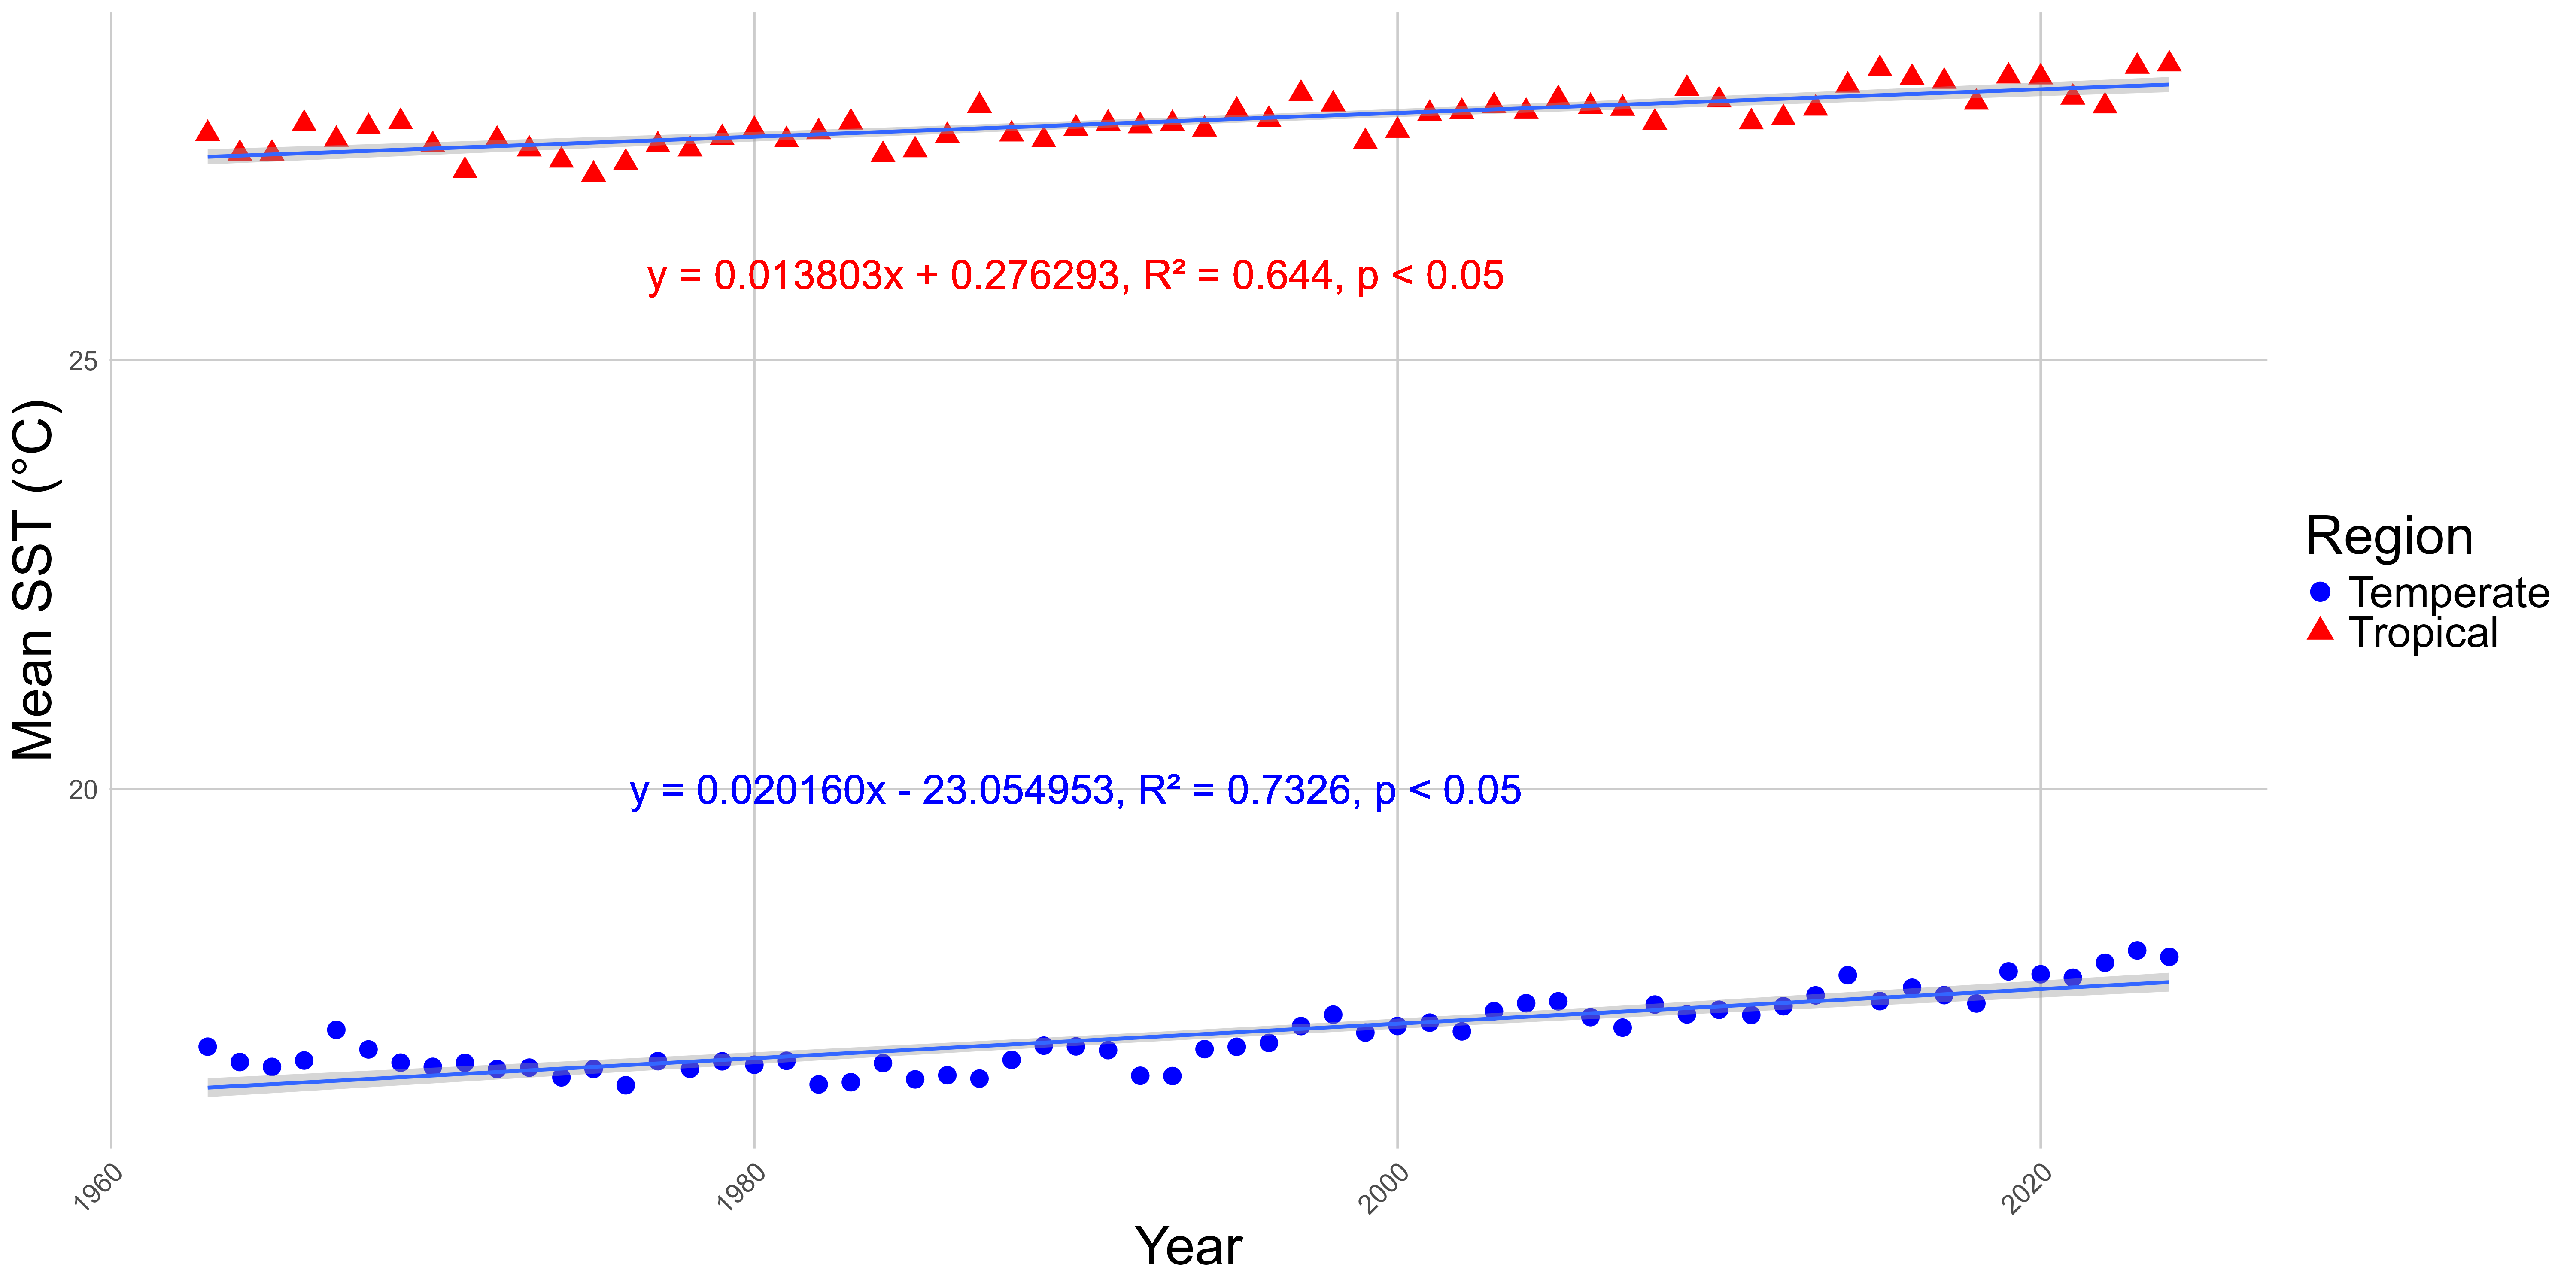 y = 0.013803x + 0.276293, R² = 0.644, p < 0.05
25
Mean SST (°C)
Region
Temperate
Tropical
20
y = 0.020160x - 23.054953, R² = 0.7326, p < 0.05
1960
1980
2000
2020
Year